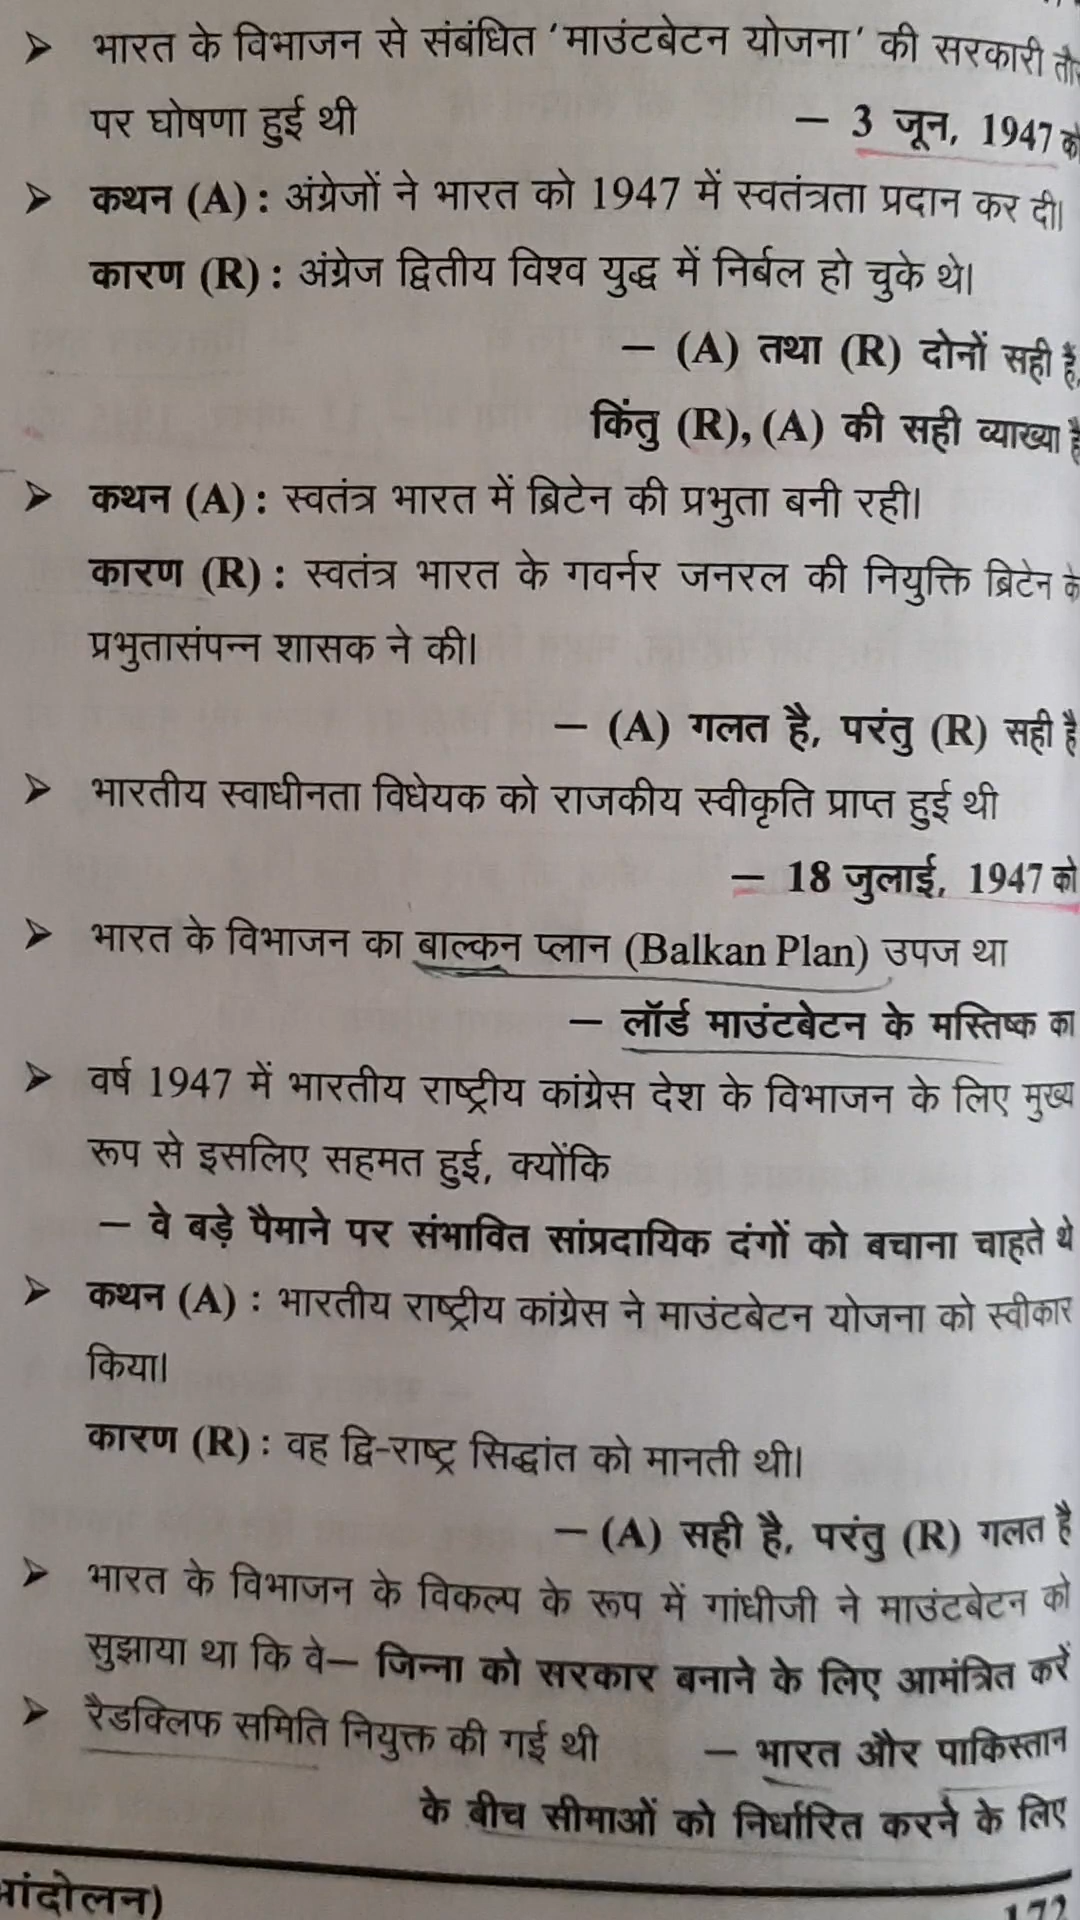 ➤ भारत के विभाजन से संबंधित ‘माउंटबेटन योजना’ की सरकारी तौर
पर घोषणा हुई थी – 3 जून, 1947 को
➤ कथन (A) : अंग्रेजों ने भारत को 1947 में स्वतंत्रता प्रदान कर दी।
कारण (R) : अंग्रेज द्वितीय विश्व युद्ध में निर्बल हो चुके थे।
– (A) तथा (R) दोनों सही हैं,
किंतु (R), (A) की सही व्याख्या है
➤ कथन (A) : स्वतंत्र भारत में ब्रिटेन की प्रभुता बनी रही।
कारण (R) : स्वतंत्र भारत के गवर्नर जनरल की नियुक्ति ब्रिटेन के
प्रभुतासंपन्न शासक ने की।
– (A) गलत है, परंतु (R) सही है
➤ भारतीय स्वाधीनता विधेयक को राजकीय स्वीकृति प्राप्त हुई थी
– 18 जुलाई, 1947 को
➤ भारत के विभाजन का बाल्कन प्लान (Balkan Plan) उपज था
– लॉर्ड माउंटबेटन के मस्तिष्क का
➤ वर्ष 1947 में भारतीय राष्ट्रीय कांग्रेस देश के विभाजन के लिए मुख्य
रूप से इसलिए सहमत हुई, क्योंकि
– वे बड़े पैमाने पर संभावित सांप्रदायिक दंगों को बचाना चाहते थे
➤ कथन (A) : भारतीय राष्ट्रीय कांग्रेस ने माउंटबेटन योजना को स्वीकार
किया।
कारण (R) : वह द्वि-राष्ट्र सिद्धांत को मानती थी।
– (A) सही है, परंतु (R) गलत है
➤ भारत के विभाजन के विकल्प के रूप में गांधीजी ने माउंटबेटन को
सुझाया था कि वे– जिन्ना को सरकार बनाने के लिए आमंत्रित करें
➤ रैडक्लिफ समिति नियुक्त की गई थी – भारत और पाकिस्तान
के बीच सीमाओं को निर्धारित करने के लिए
आंदोलन) 172